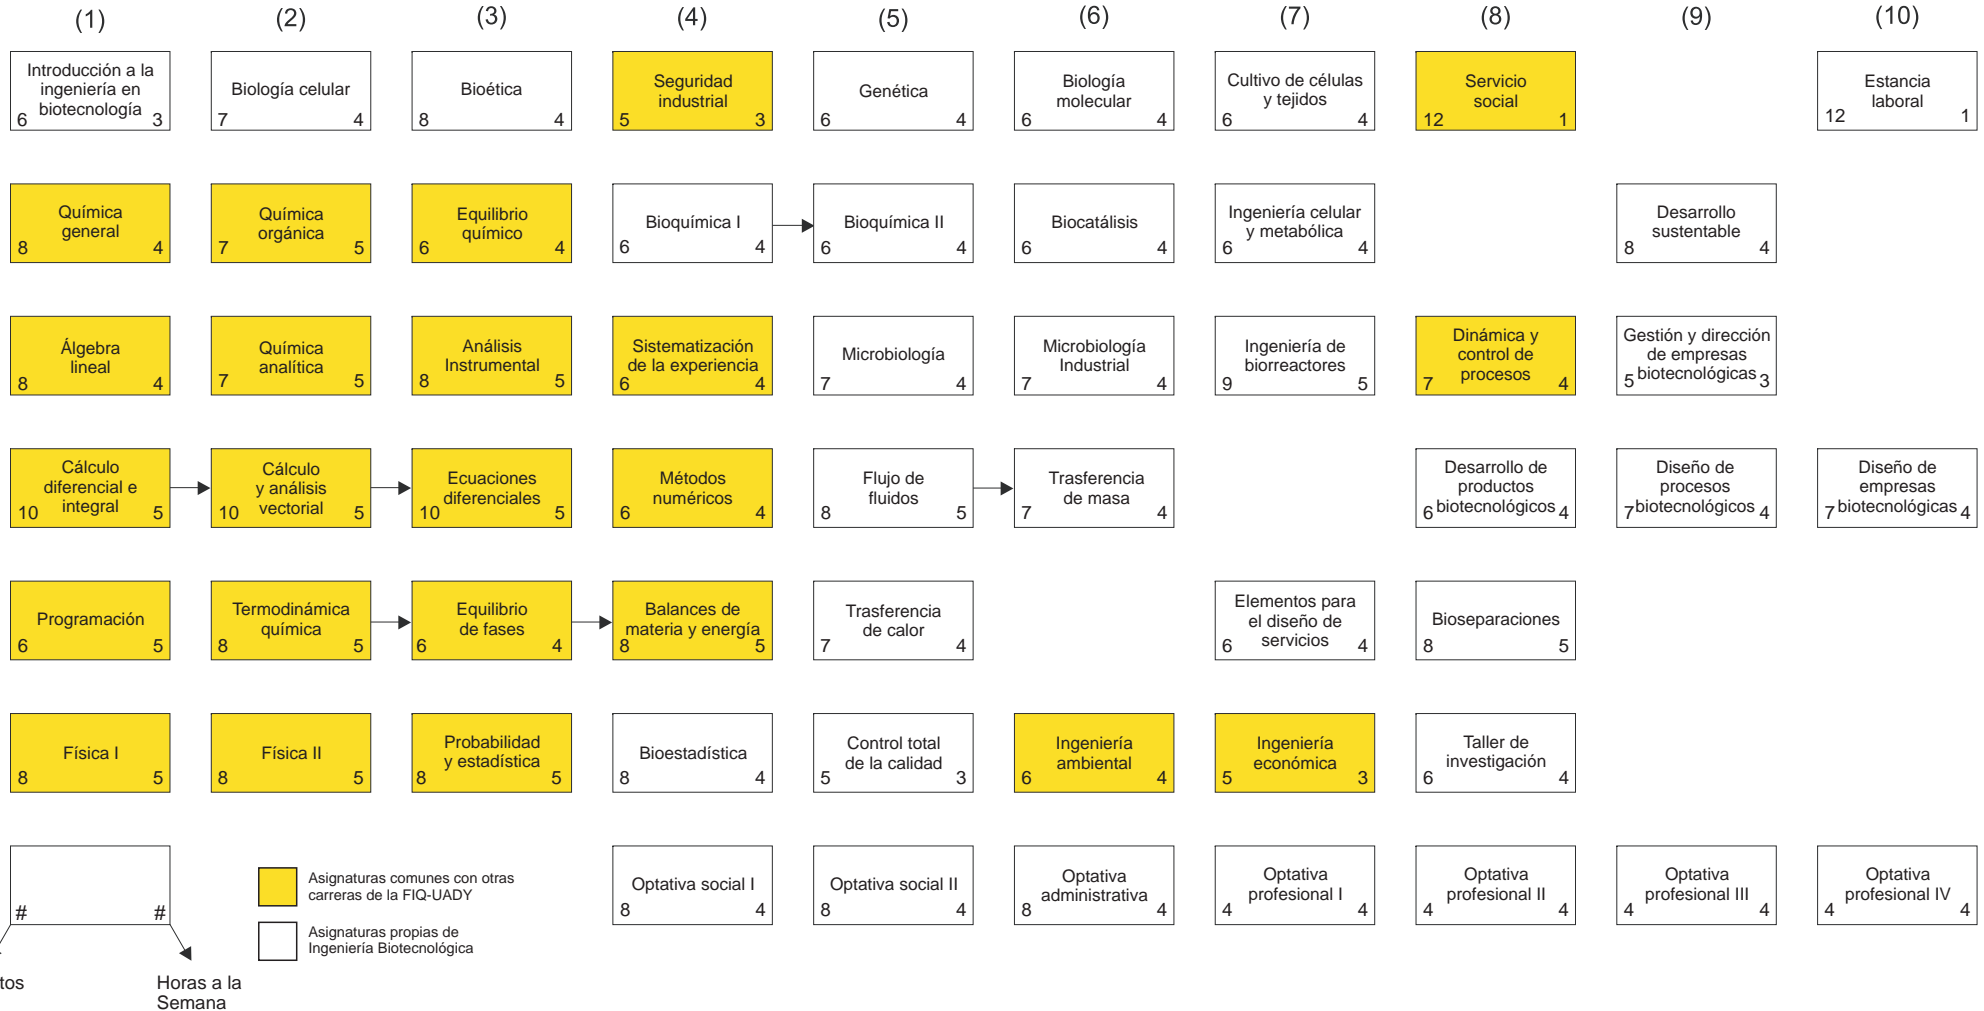 (1) (2) (3) (4) (5) (6) (7) (8) (9) (10)
Introducción a la
ingeniería en
biotecnología
6 3
Biología celular
7 4
Bioética
8 4
Seguridad
industrial
5 3
Genética
6 4
Biología
molecular
6 4
Cultivo de células
y tejidos
6 4
Servicio
social
12 1
Estancia
laboral
12 1
Química
general
8 4
Química
orgánica
7 5
Equilibrio
químico
6 4
Bioquímica I
6 4
Bioquímica II
6 4
Biocatálisis
6 4
Ingeniería celular
y metabólica
6 4
Desarrollo
sustentable
8 4
Álgebra
lineal
8 4
Química
analítica
7 5
Análisis
Instrumental
8 5
Sistematización
de la experiencia
6 4
Microbiología
7 4
Microbiología
Industrial
7 4
Ingeniería de
biorreactores
9 5
Dinámica y
control de
procesos
7 4
Gestión y dirección
de empresas
biotecnológicas
5 3
Cálculo
diferencial e
integral
10 5
Cálculo
y análisis
vectorial
10 5
Ecuaciones
diferenciales
10 5
Métodos
numéricos
6 4
Flujo de
fluidos
8 5
Trasferencia
de masa
7 4
Desarrollo de
productos
biotecnológicos
6 4
Diseño de
procesos
biotecnológicos
7 4
Diseño de
empresas
biotecnológicas
7 4
Programación
6 5
Termodinámica
química
8 5
Equilibrio
de fases
6 4
Balances de
materia y energía
8 5
Trasferencia
de calor
7 4
Elementos para
el diseño de
servicios
6 4
Bioseparaciones
8 5
Física I
8 5
Física II
8 5
Probabilidad
y estadística
8 5
Bioestadística
8 4
Control total
de la calidad
5 3
Ingeniería
ambiental
6 4
Ingeniería
económica
5 3
Taller de
investigación
6 4
# #
tos
Horas a la
Semana
Asignaturas comunes con otras
carreras de la FIQ-UADY
Asignaturas propias de
Ingeniería Biotecnológica
Optativa social I
8 4
Optativa social II
8 4
Optativa
administrativa
8 4
Optativa
profesional I
4 4
Optativa
profesional II
4 4
Optativa
profesional III
4 4
Optativa
profesional IV
4 4